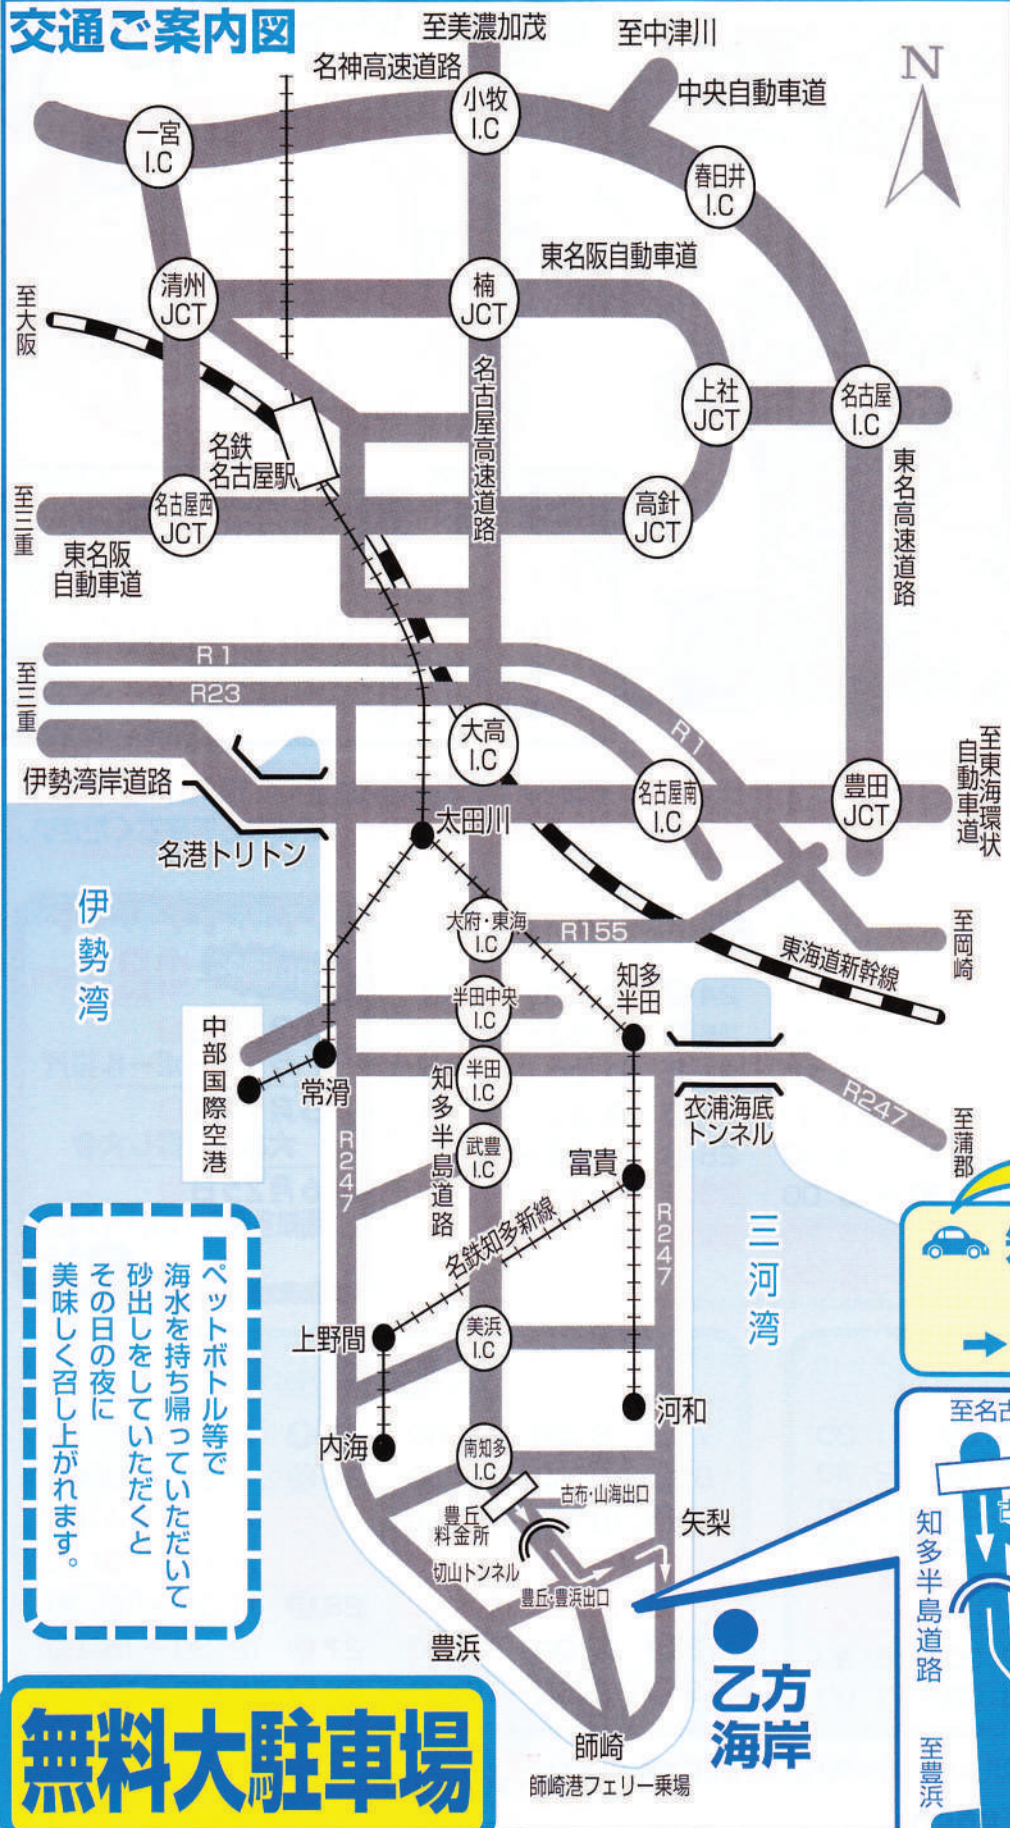 交通ご案内図
至美濃加茂
至中津川
名神高速道路
中央自動車道
N
小牧
I.C
一宮
I.C
春日井
I.C
東名阪自動車道
清州
JCT
楠
JCT
至大阪
名古屋高速道路
上社
JCT
名古屋
I.C
名鉄
名古屋駅
東名高速道路
至三重
名古屋西
JCT
高針
JCT
東名阪
自動車道
R1
R23
至三重
R1
大高
I.C
至東海環状
自動車道
伊勢湾岸道路
名古屋南
I.C
豊田
JCT
太田川
名港トリトン
伊勢湾
大府・東海
I.C
R155
至岡崎
東海道新幹線
知多
半田
半田中央
I.C
中部国際空港
常滑
半田
I.C
知多半島道路
衣浦海底
トンネル
R247
至蒲郡
R247
武豊
I.C
富貴
名鉄知多新線
R247
三河湾
■ペットボトル等で
海水を持ち帰っていただいて
砂出しをしていただくと
その日の夜に
美味しく召し上がれます。
上野間
美浜
I.C
河和
内海
南知多
I.C
古布・山海出口
豊丘
料金所
矢梨
切山トンネル
豊丘・豊浜出口
豊浜
乙方
海岸
師崎
師崎港フェリー乗場
無料大駐車場
至名古
知多半島道路
至豊浜